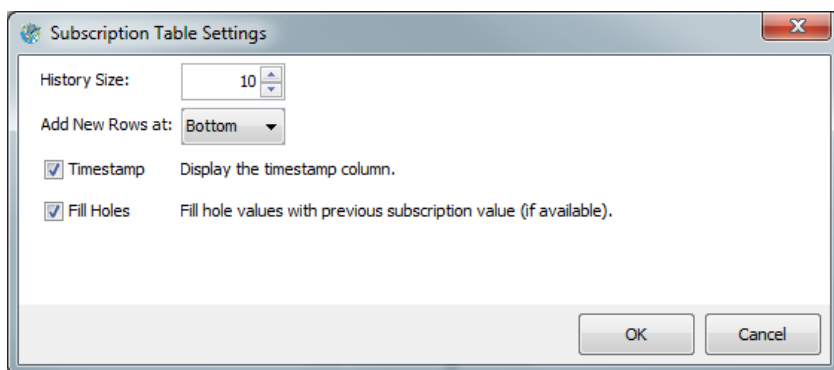 Subscription Table Settings
History Size: 10
Add New Rows at: Bottom
Timestamp Display the timestamp column.
Fill Holes Fill hole values with previous subscription value (if available).
OK Cancel